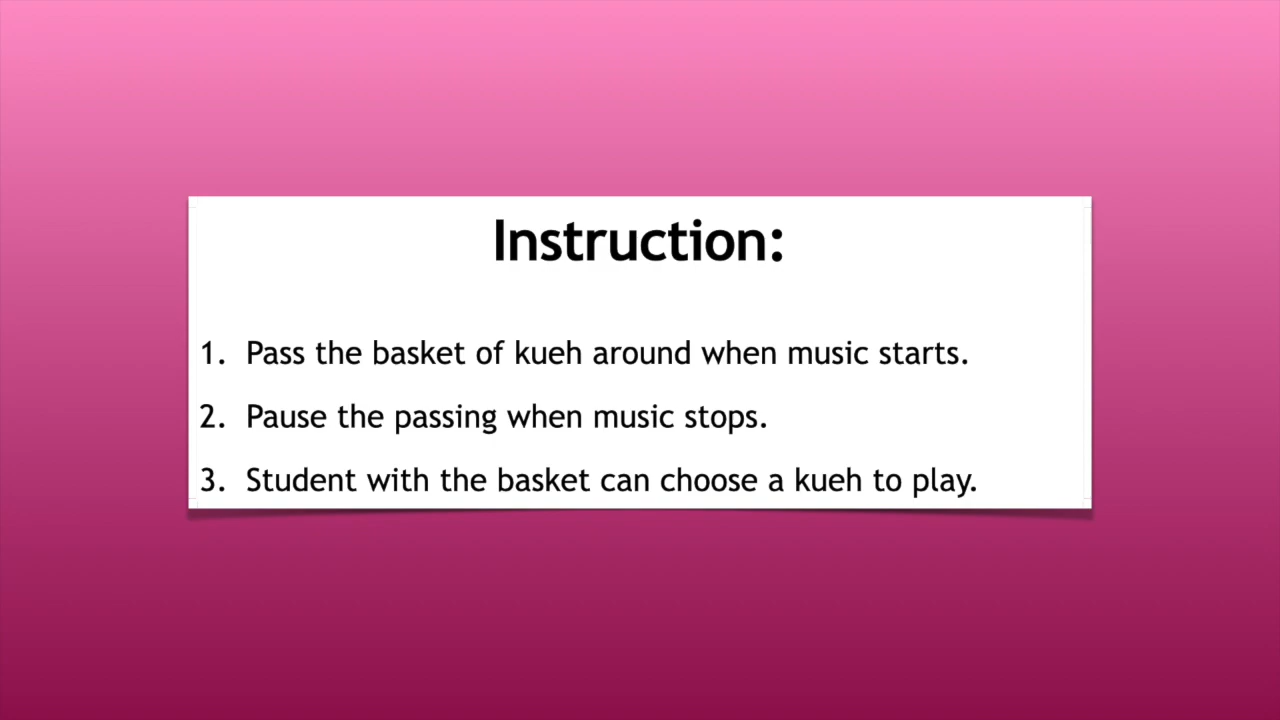 Instruction:
1. Pass the basket of kueh around when music starts.
2. Pause the passing when music stops.
3. Student with the basket can choose a kueh to play.